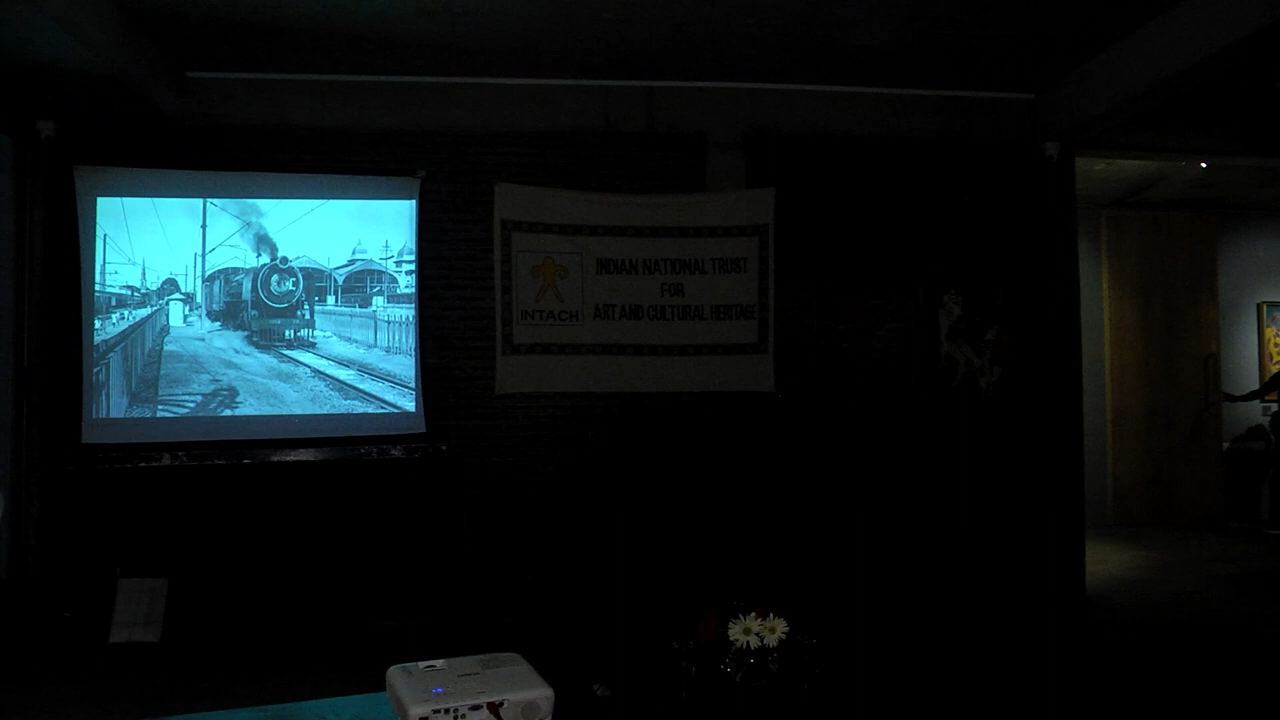 INTACH
INDIAN NATIONAL TRUST
FOR
ART AND CULTURAL HERITAGE